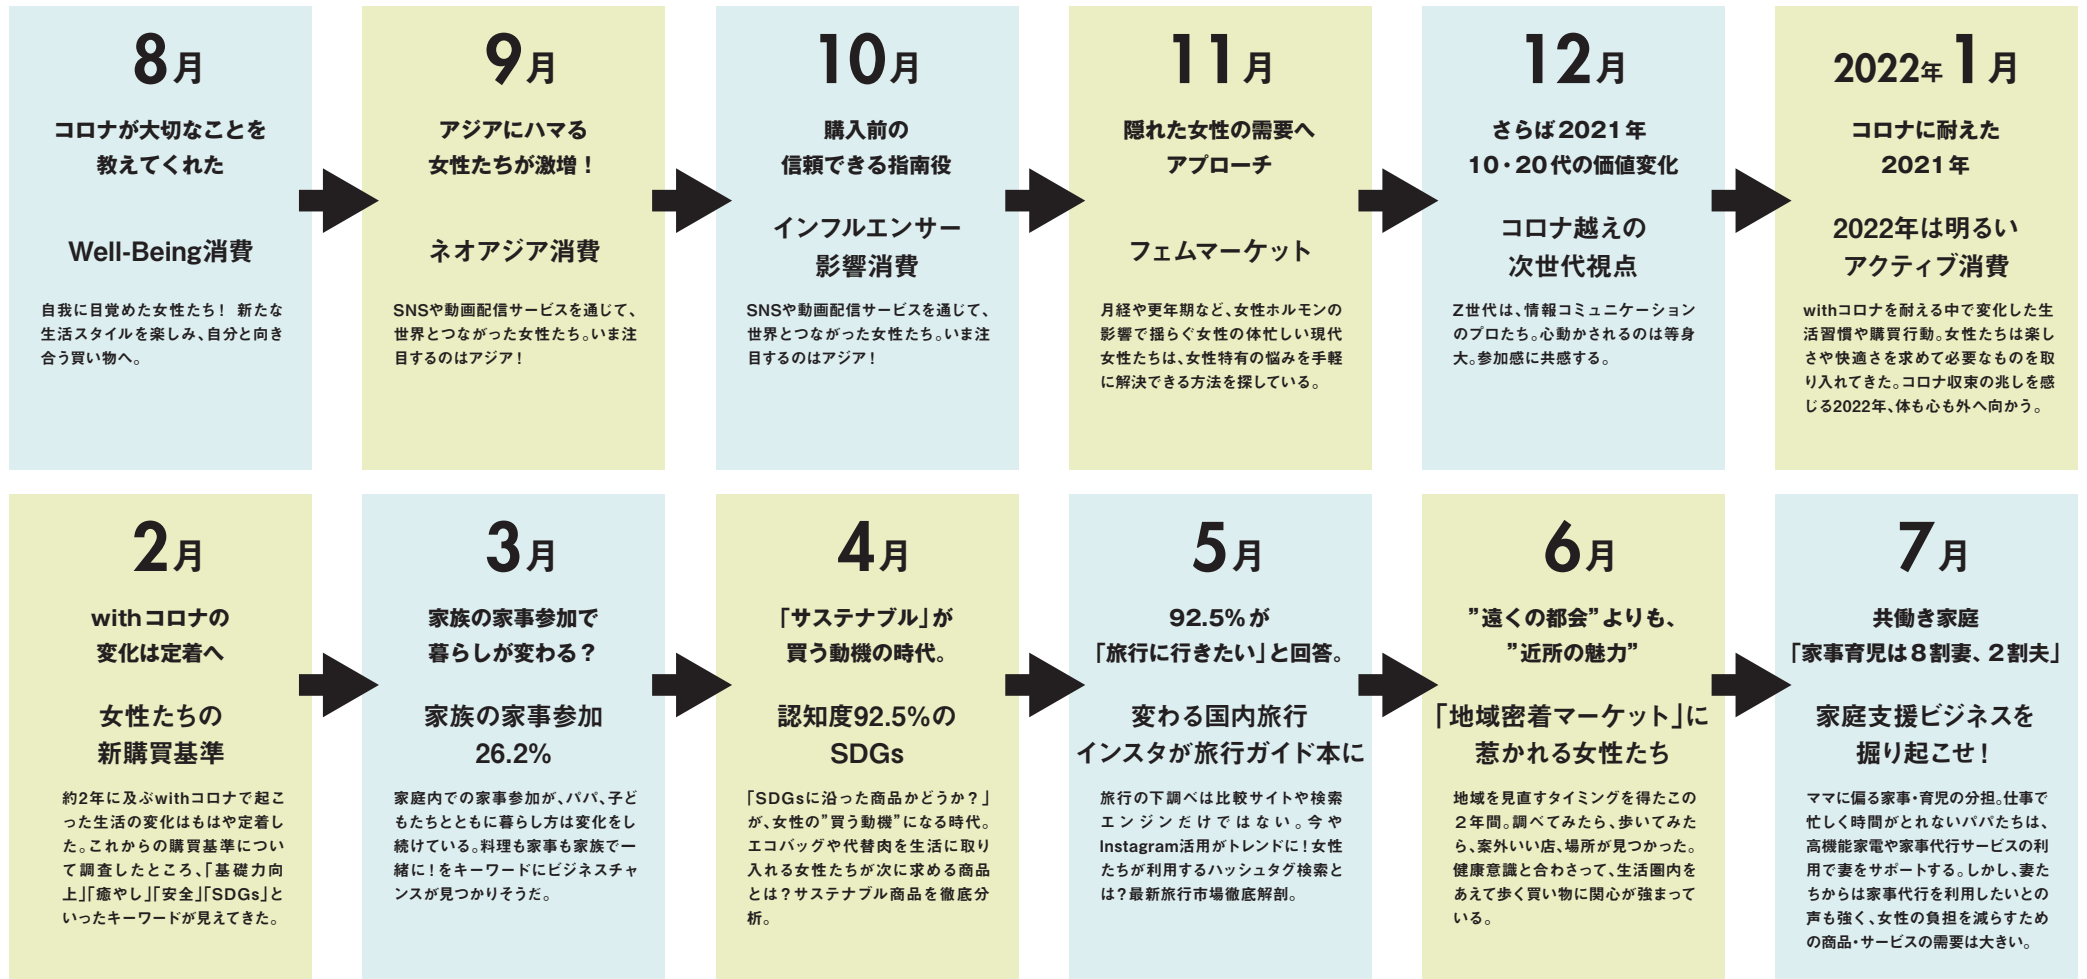 8月
コロナが大切なことを
教えてくれた
Well-Being消費
自我に目覚めた女性たち！ 新たな
生活スタイルを楽しみ、自分と向き
合う買い物へ。
9月
アジアにハマる
女性たちが激増！
ネオアジア消費
SNSや動画配信サービスを通じて、
世界とつながった女性たち。いま注
目するのはアジア！
10月
購入前の
信頼できる指南役
インフルエンサー
影響消費
SNSや動画配信サービスを通じて、
世界とつながった女性たち。いま注
目するのはアジア！
11月
隠れた女性の需要へ
アプローチ
フェムマーケット
月経や更年期など、女性ホルモンの
影響で揺らぐ女性の体忙しい現代
女性たちは、女性特有の悩みを手軽
に解決できる方法を探している。
12月
さらば2021年
10・20代の価値変化
コロナ越えの
次世代視点
Z世代は、情報コミュニケーション
のプロたち。心動かされるのは等身
大。参加感に共感する。
2022年1月
コロナに耐えた
2021年
2022年は明るい
アクティブ消費
withコロナを耐える中で変化した生
活習慣や購買行動。女性たちは楽し
さや快適さを求めて必要なものを取
り入れてきた。コロナ収束の兆しを感
じる2022年、体も心も外へ向かう。
2月
withコロナの
変化は定着へ
女性たちの
新購買基準
約2年に及ぶwithコロナで起こ
った生活の変化はもはや定着し
た。これからの購買基準につい
て調査したところ、「基礎力向
上」「癒やし」「安全」「SDGs」と
いったキーワードが見えてきた。
3月
家族の家事参加で
暮らしが変わる？
家族の家事参加
26.2%
家庭内での家事参加が、パパ、子ど
もたちとともに暮らし方は変化をし
続けている。料理も家事も家族で一
緒に！をキーワードにビジネスチャ
ンスが見つかりそうだ。
4月
「サステナブル」が
買う動機の時代。
認知度92.5%の
SDGs
「SDGsに沿った商品かどうか？」
が、女性の”買う動機”になる時代。
エコバッグや代替肉を生活に取り
入れる女性たちが次に求める商品
とは？サステナブル商品を徹底分
析。
5月
92.5%が
「旅行に行きたい」と回答。
変わる国内旅行
インスタが旅行ガイド本に
旅行の下調べは比較サイトや検索
エンジンだけではない。今や
Instagram活用がトレンドに！女性
たちが利用するハッシュタグ検索と
は？最新旅行市場徹底解剖。
6月
”遠くの都会”よりも、
”近所の魅力”
「地域密着マーケット」に
惹かれる女性たち
地域を見直すタイミングを得たこの
２年間。調べてみたら、歩いてみた
ら、案外いい店、場所が見つかった。
健康意識と合わさって、生活圏内を
あえて歩く買い物に関心が強まって
いる。
7月
共働き家庭
「家事育児は８割妻、２割夫」
家庭支援ビジネスを
掘り起こせ！
ママに偏る家事・育児の分担。仕事で
忙しく時間がとれないパパたちは、
高機能家電や家事代行サービスの利
用で妻をサポートする。しかし、妻た
ちからは家事代行を利用したいとの
声も強く、女性の負担を減らすため
の商品・サービスの需要は大きい。